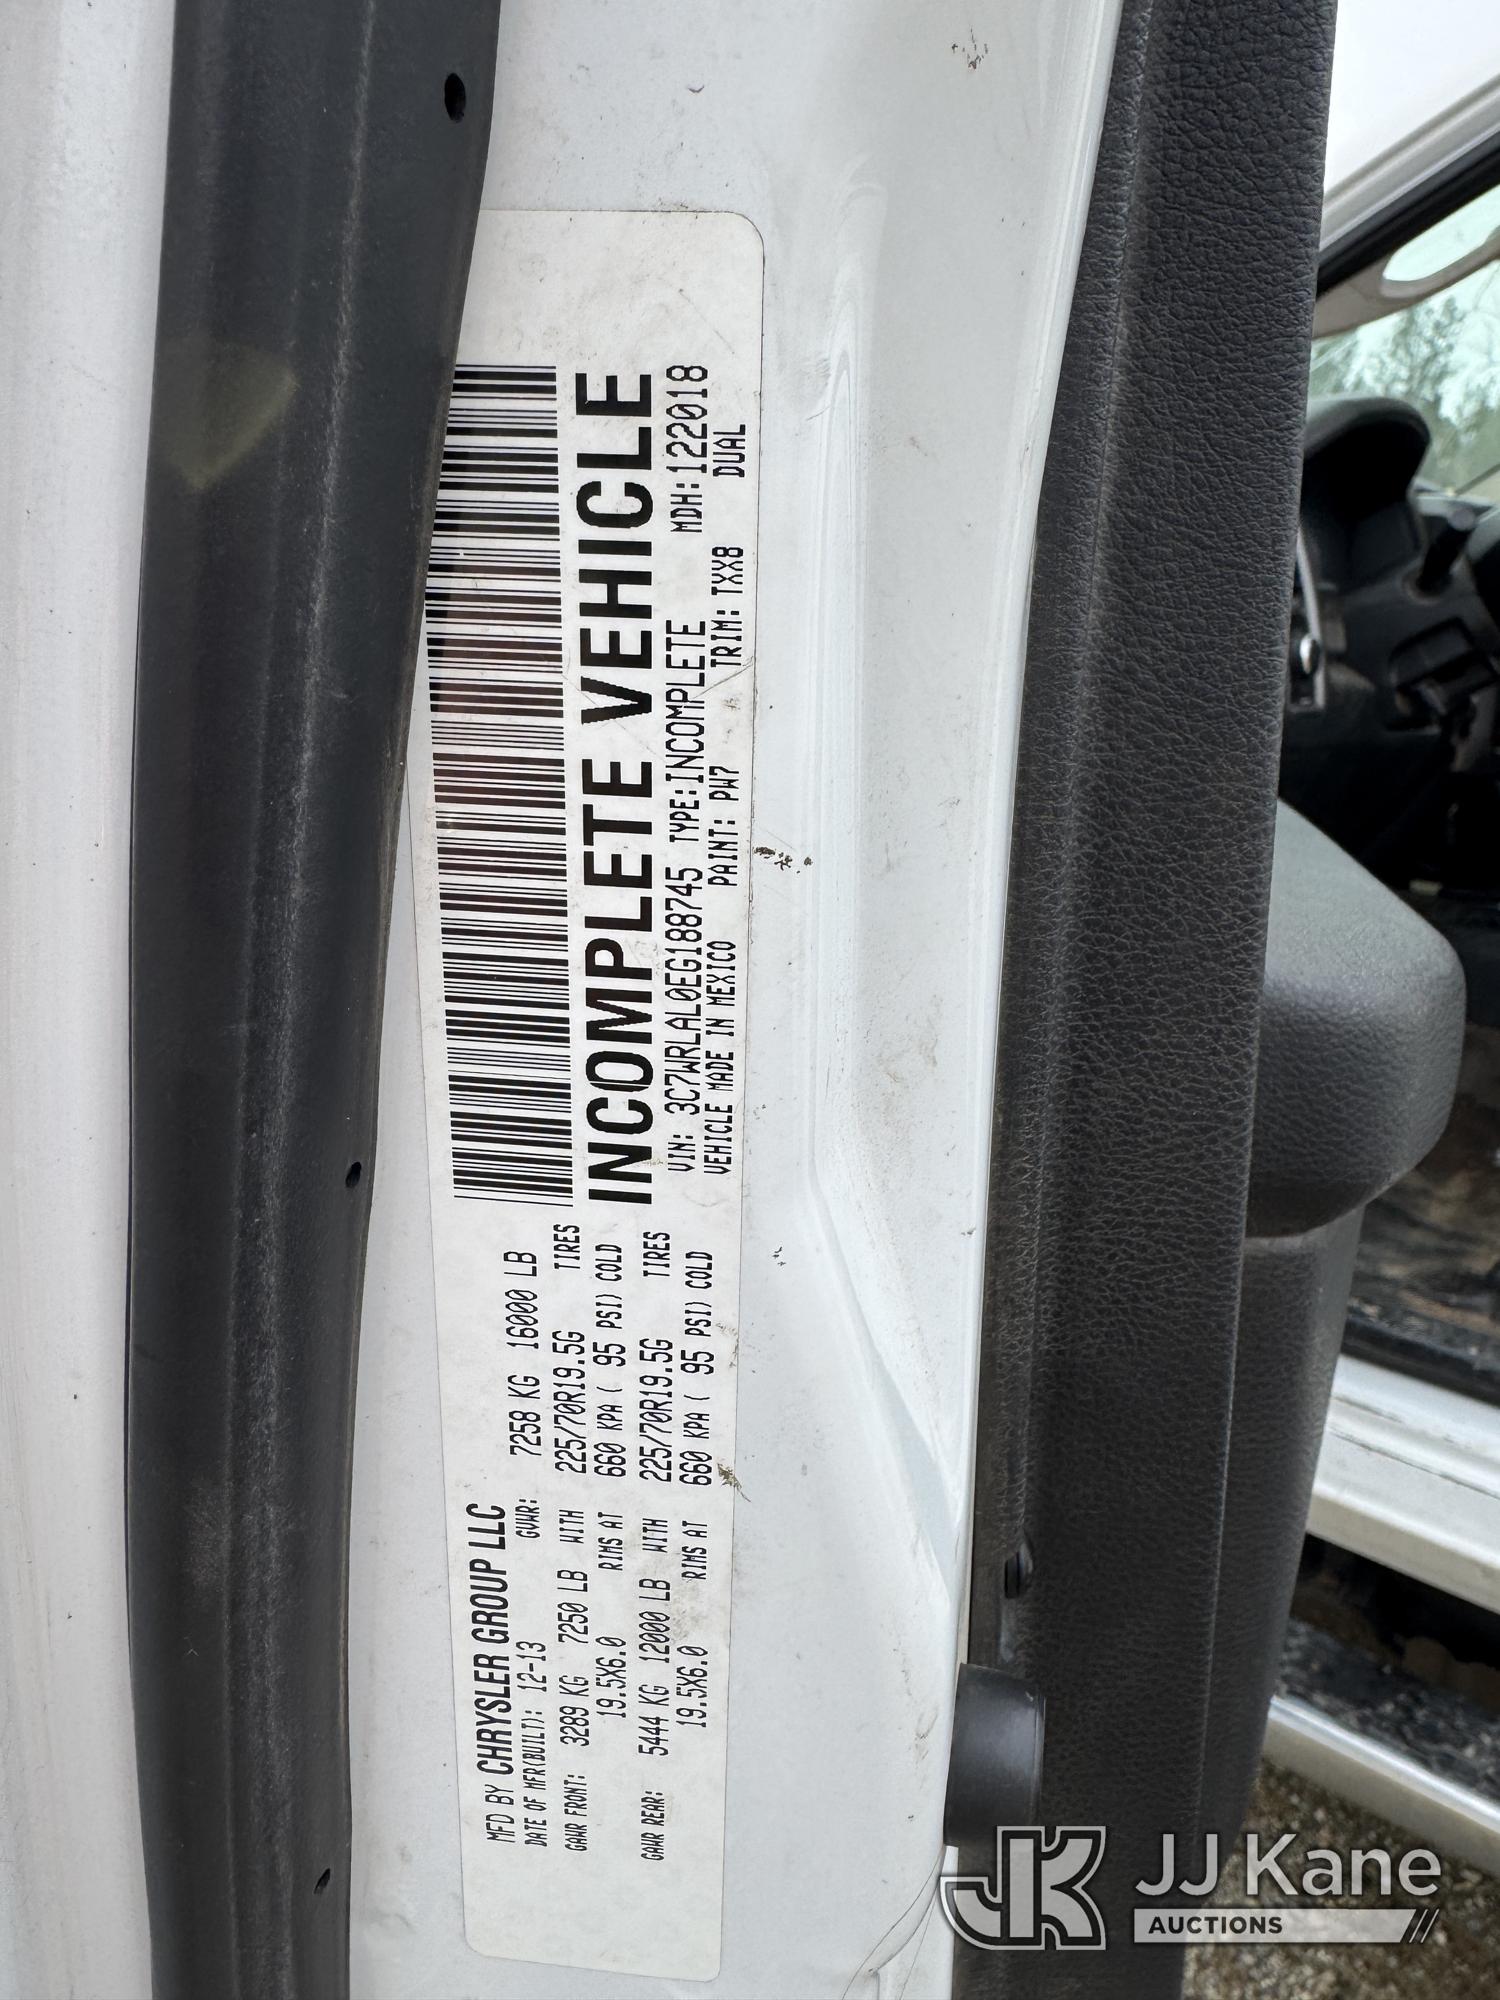 MFD BY CHRYSLER GROUP LLC
DATE OF MFR(BUILT): 12-13 GVWR: 7258 KG 16000 LB
GAWR FRONT: 3289 KG 7250 LB WITH 225/70R19.5G TIRES
19.5X6.0 RIMS AT 660 KPA ( 95 PSI) COLD
GAWR REAR: 5444 KG 12000 LB WITH 225/70R19.5G TIRES
19.5X6.0 RIMS AT 660 KPA ( 95 PSI) COLD
INCOMPLETE VEHICLE
VIN: 3C7WRLAL0EG188745 TYPE:INCOMPLETE MDH:122018
VEHICLE MADE IN MEXICO PAINT: PW7 TRIM: TXX8 DUAL
JK JJ Kane
AUCTIONS